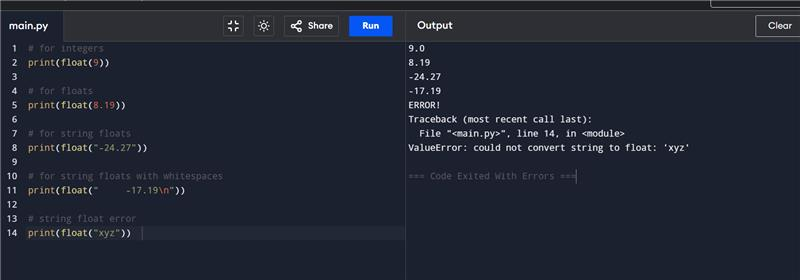 main.py
Share
Run
Output
Clear
1 # for integers
2 print(float(9))
3
4 # for floats
5 print(float(8.19))
6
7 # for string floats
8 print(float("-24.27"))
9
10 # for string floats with whitespaces
11 print(float("     -17.19\n"))
12
13 # string float error
14 print(float("xyz"))
9.0
8.19
-24.27
-17.19
ERROR!
Traceback (most recent call last):
  File "<main.py>", line 14, in <module>
ValueError: could not convert string to float: 'xyz'
=== Code Exited With Errors ===